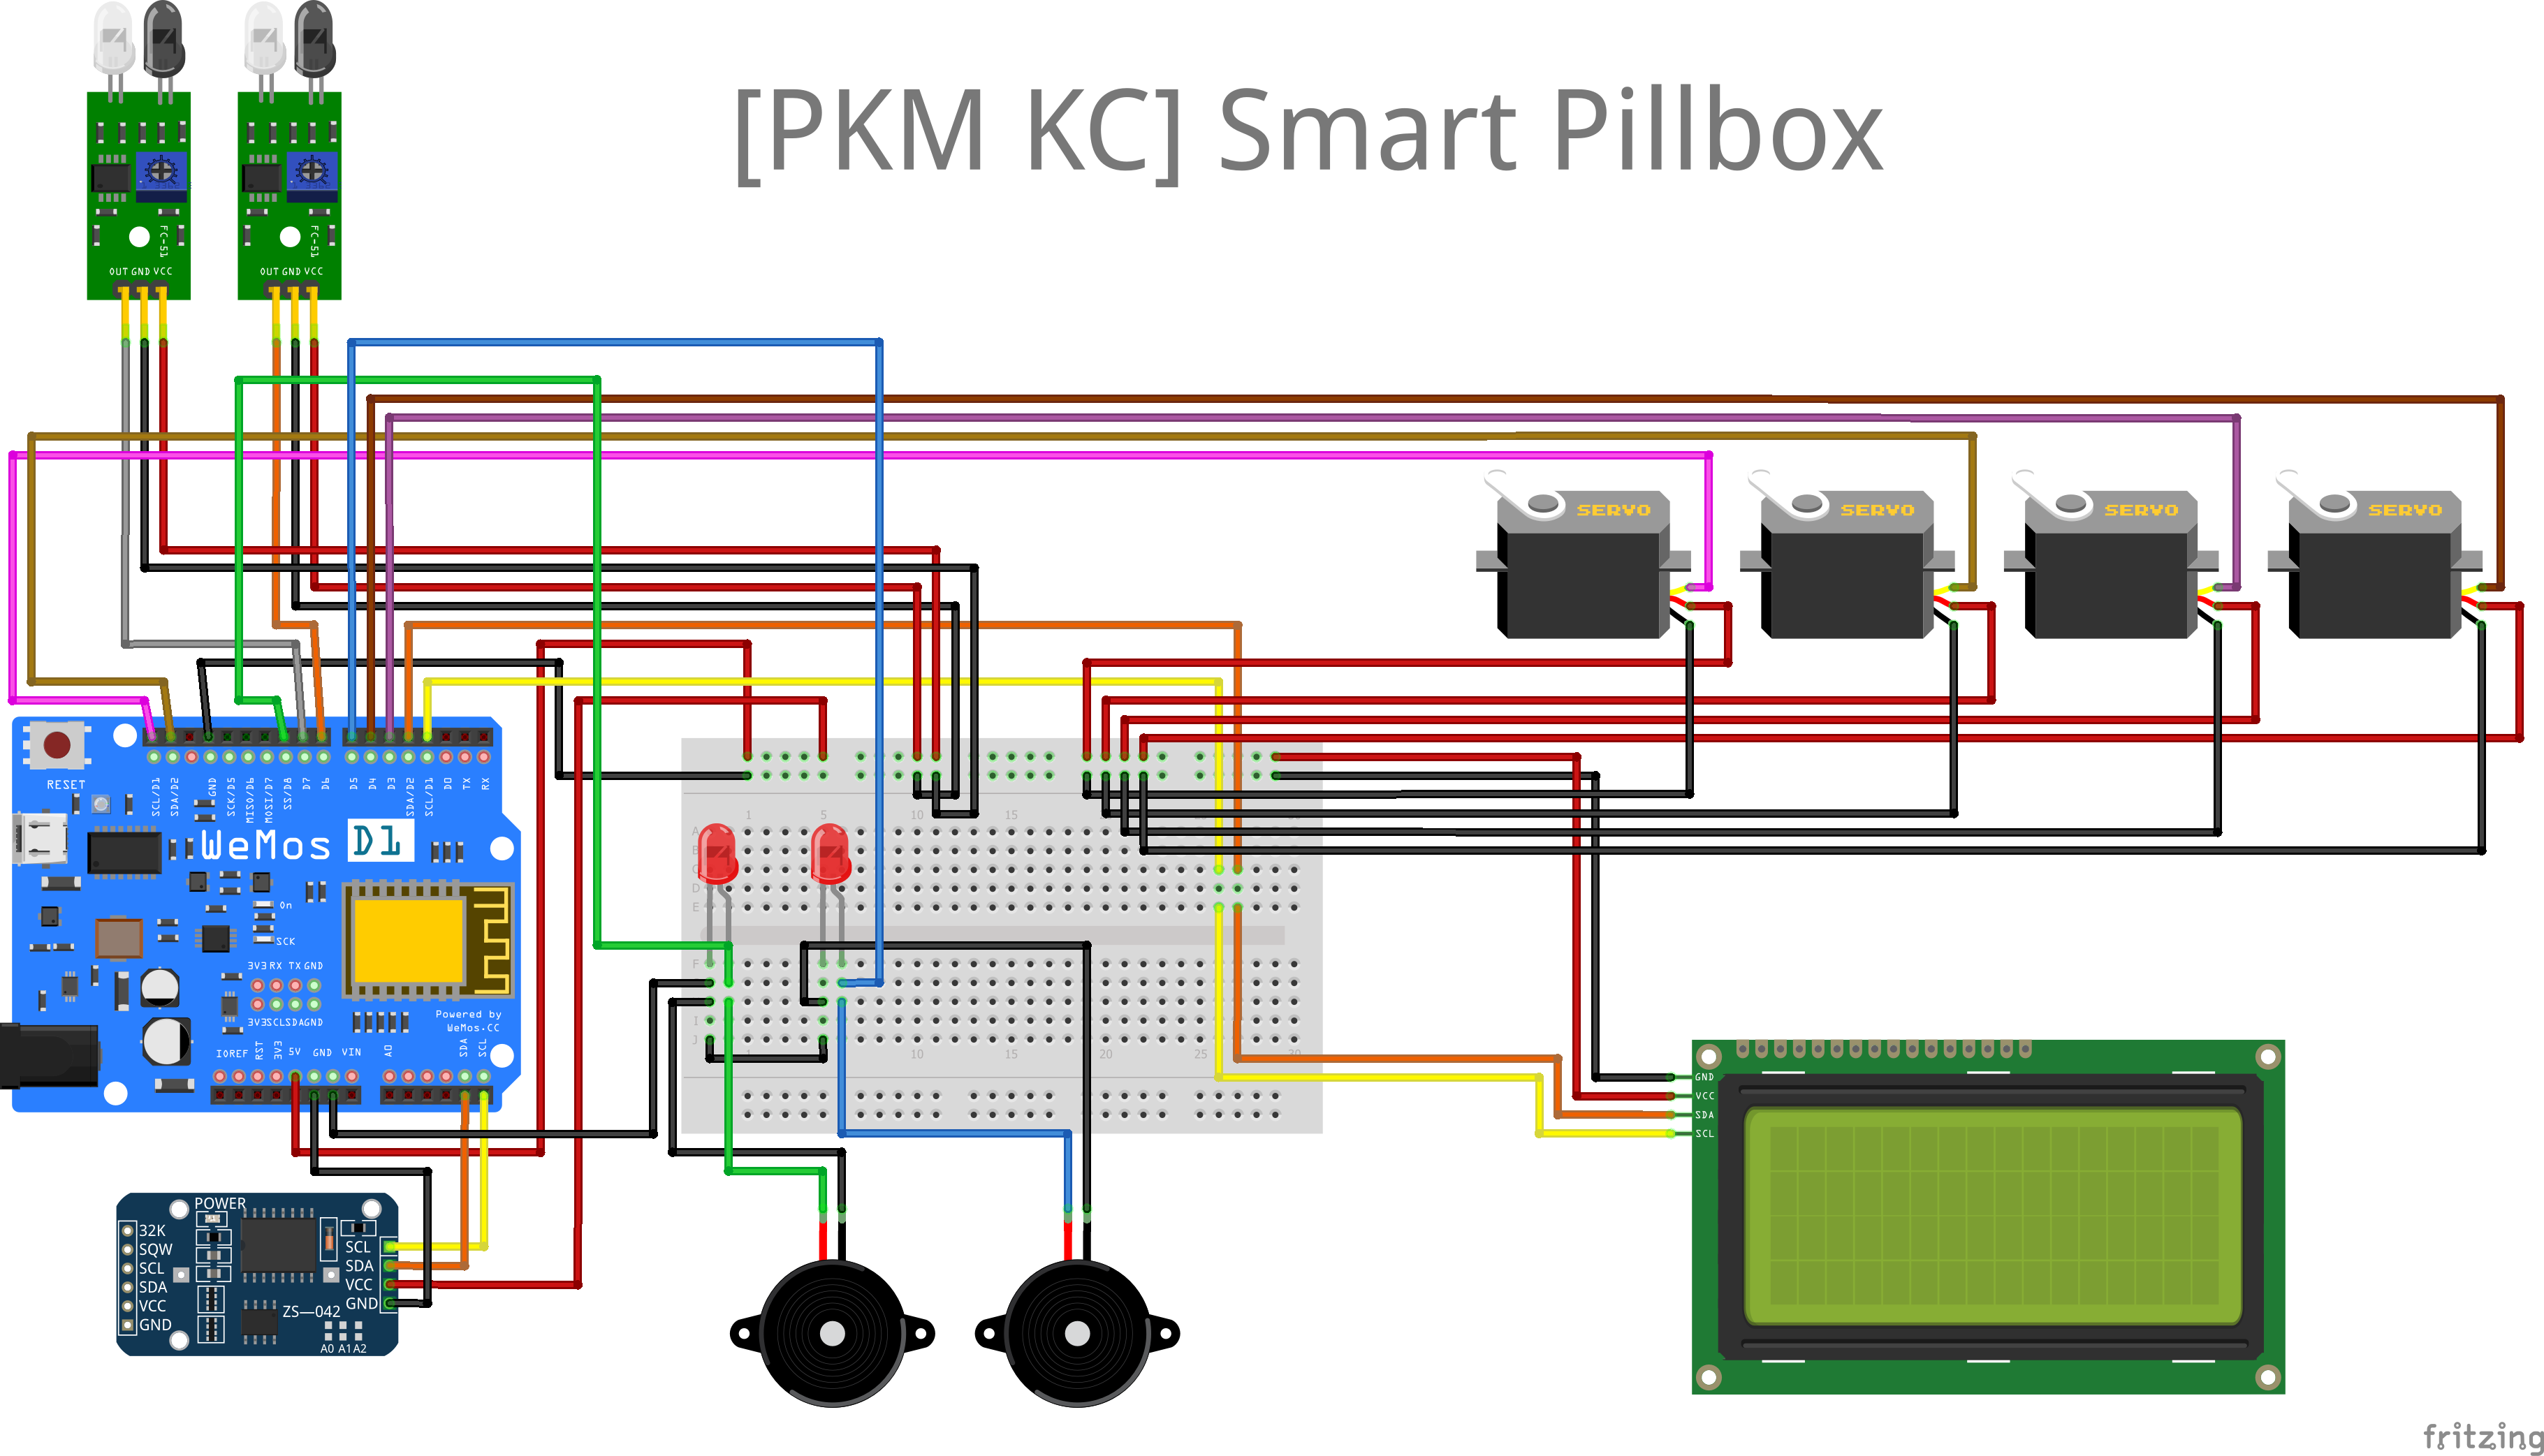 [PKM KC] Smart Pillbox
FC-51
FC-51
OUT GND VCC
OUT GND VCC
SERVO
SERVO
SERVO
SERVO
RESET
SCL/D1
SDA/D2
GND
SCK/D5
MISO/D6
MOSI/D7
SS/D8
D7
D6
D5
D4
D3
SDA/D2
SCL/D1
D0
TX
RX
WeMos D1
On
SCK
3V3 RX TX GND
3V3SCLSDAGND
Powered by
WeMos.CC
IOREF
RST
3V3
5V
GND
VIN
A0
SDA
SCL
1 5 10 15
A
B
C
D
E
F
I
J
1 10 15 20 25 30
GND
VCC
SDA
SCL
POWER
32K
SQW
SCL
SDA
VCC
GND
SCL
SDA
VCC
GND
ZS—042
A0 A1 A2
fritzing